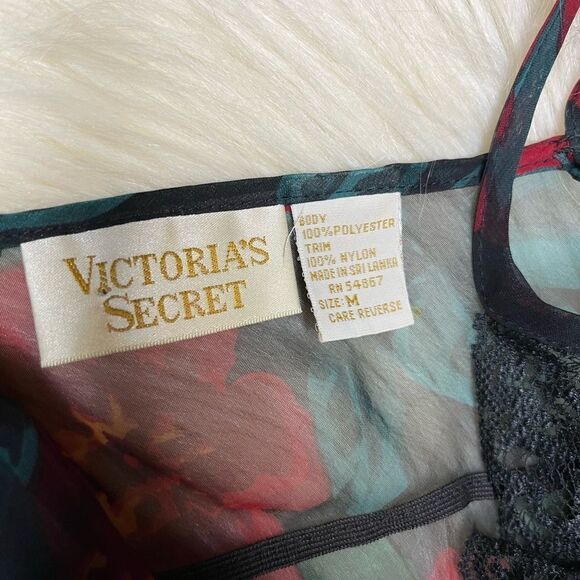 VICTORIA'S
SECRET
BODY
100% POLYESTER
TRIM
100% NYLON
MADE IN SRI LANKA
RN 54867
SIZE: M
CARE REVERSE